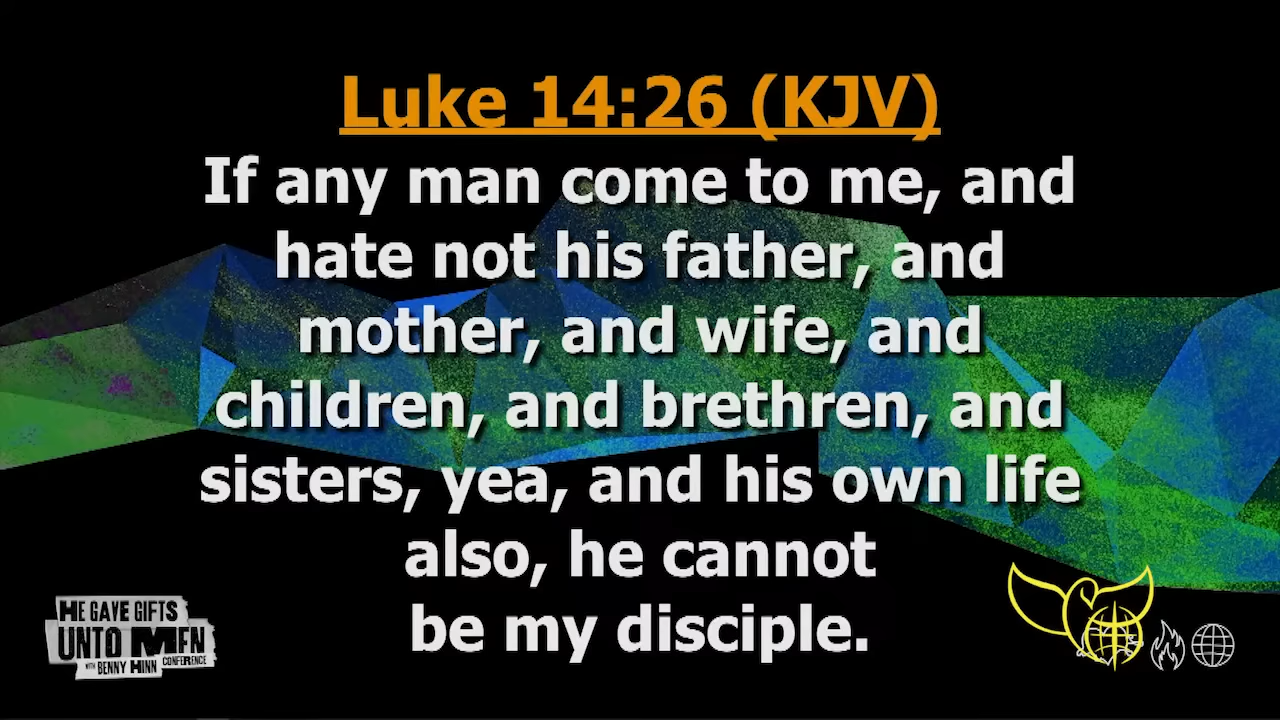 Luke 14:26 (KJV)
If any man come to me, and
hate not his father, and
mother, and wife, and
children, and brethren, and
sisters, yea, and his own life
also, he cannot
be my disciple.
HE GAVE GIFTS
UNTO MEN
WITH BENNY HINN CONFERENCE